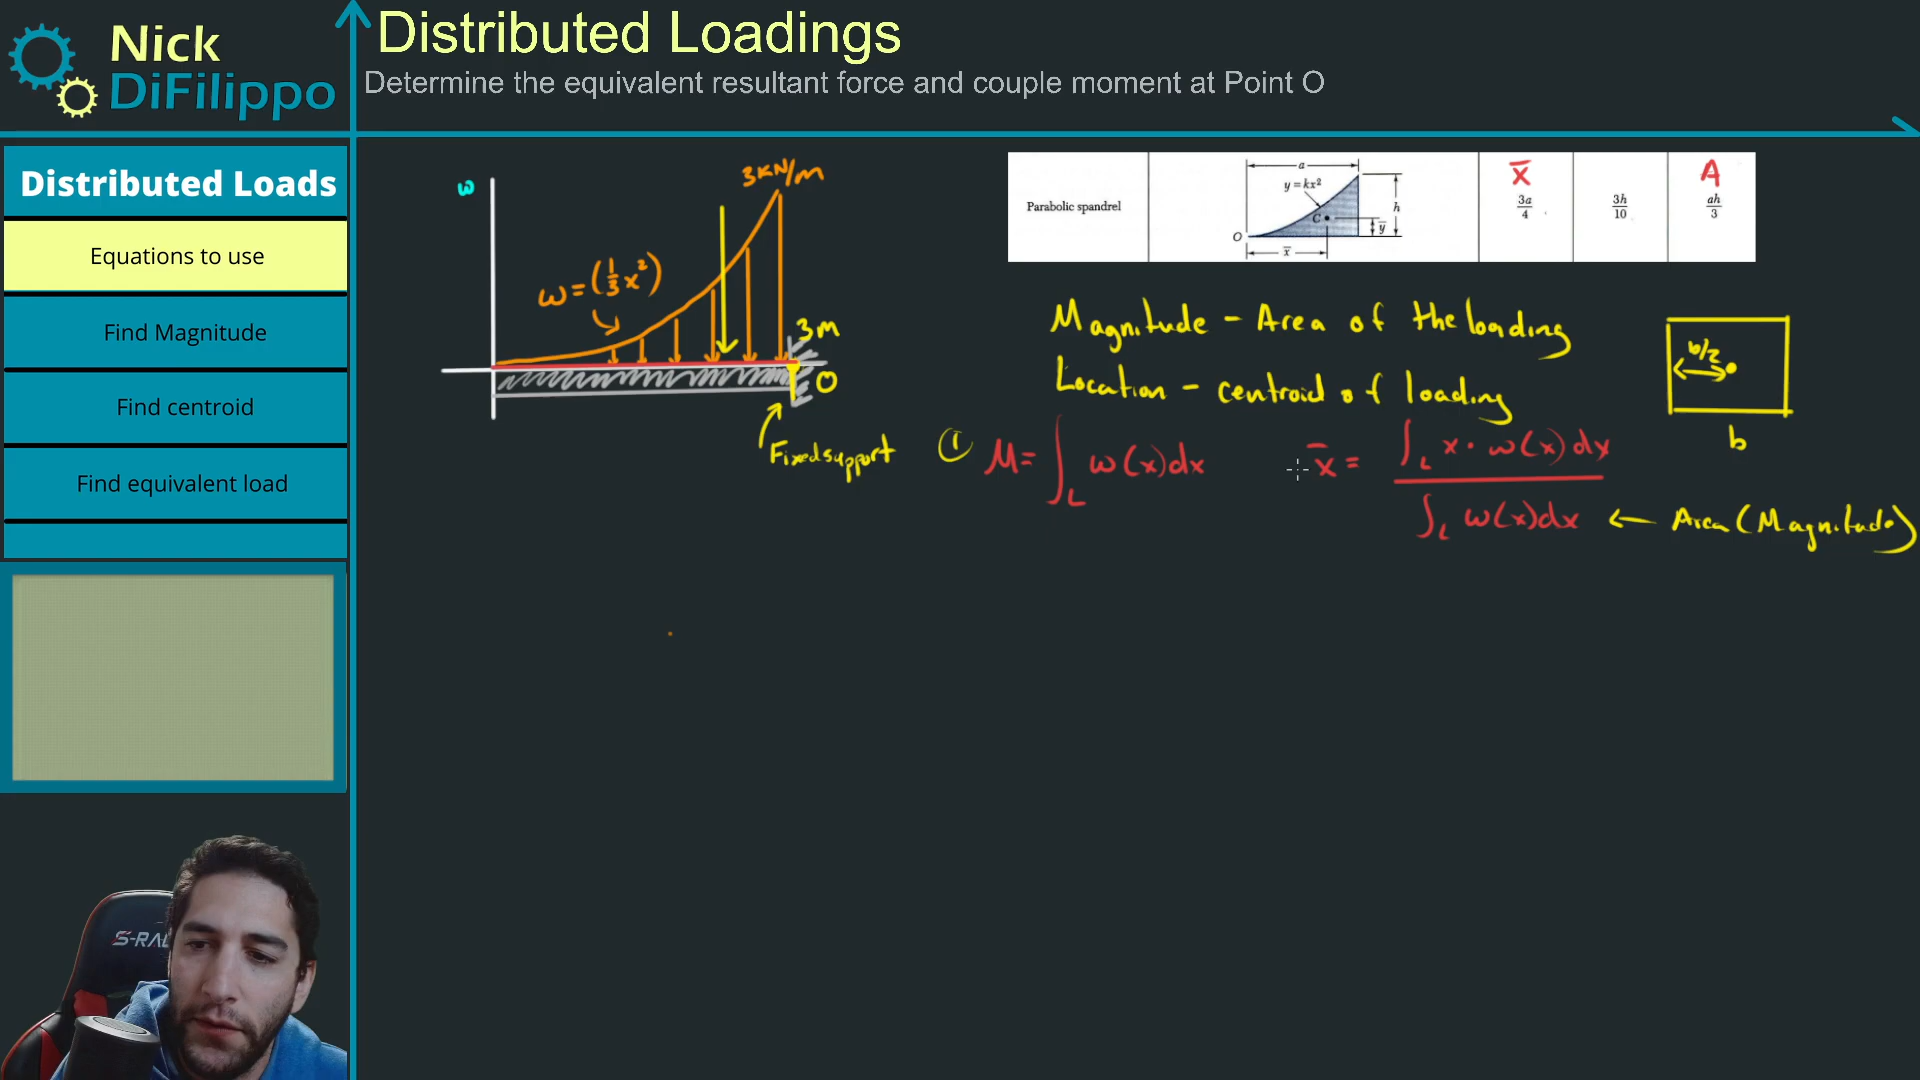 Nick
DiFilippo
Distributed Loadings
Determine the equivalent resultant force and couple moment at Point O
Distributed Loads
Equations to use
Find Magnitude
Find centroid
Find equivalent load
ω
3KN/m
ω=(1/3 x²)
3m
O
Fixed support
Parabolic spandrel
a
y = kx²
h
C
ȳ
O
x̄
x̄
3a/4
3h/10
A
ah/3
Magnitude - Area of the loading
Location - centroid of loading
b/2
b
① M= ∫L ω(x)dx
x̄ = ∫L x · ω(x)dx / ∫L ω(x)dx ← Area (Magnitude)